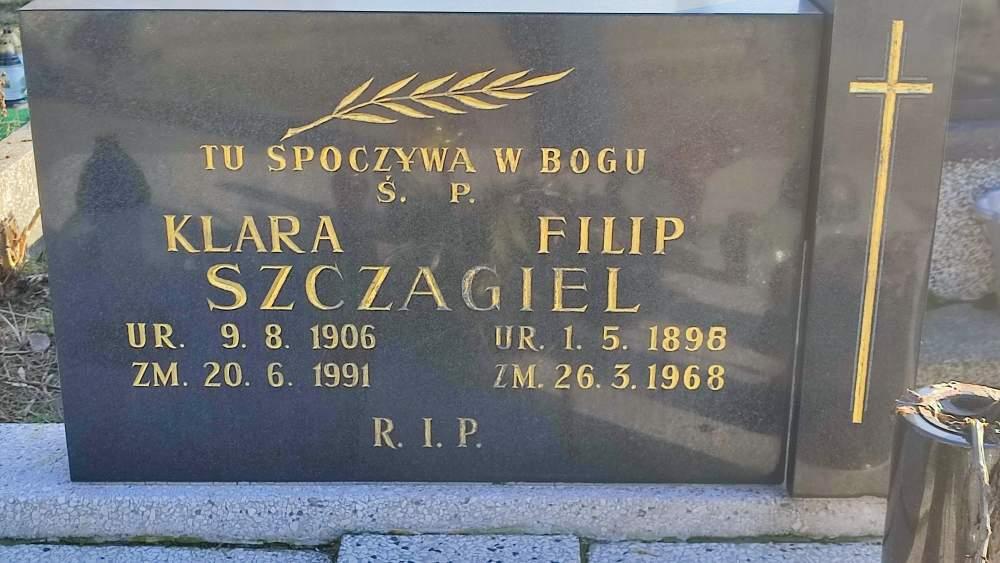 TU SPOCZYWA W BOGU
Ś. P.
KLARA FILIP
SZCZAGIEL
UR. 9. 8. 1906 UR. 1. 5. 1898
ZM. 20. 6. 1991 ZM. 26. 3. 1968
R. I. P.